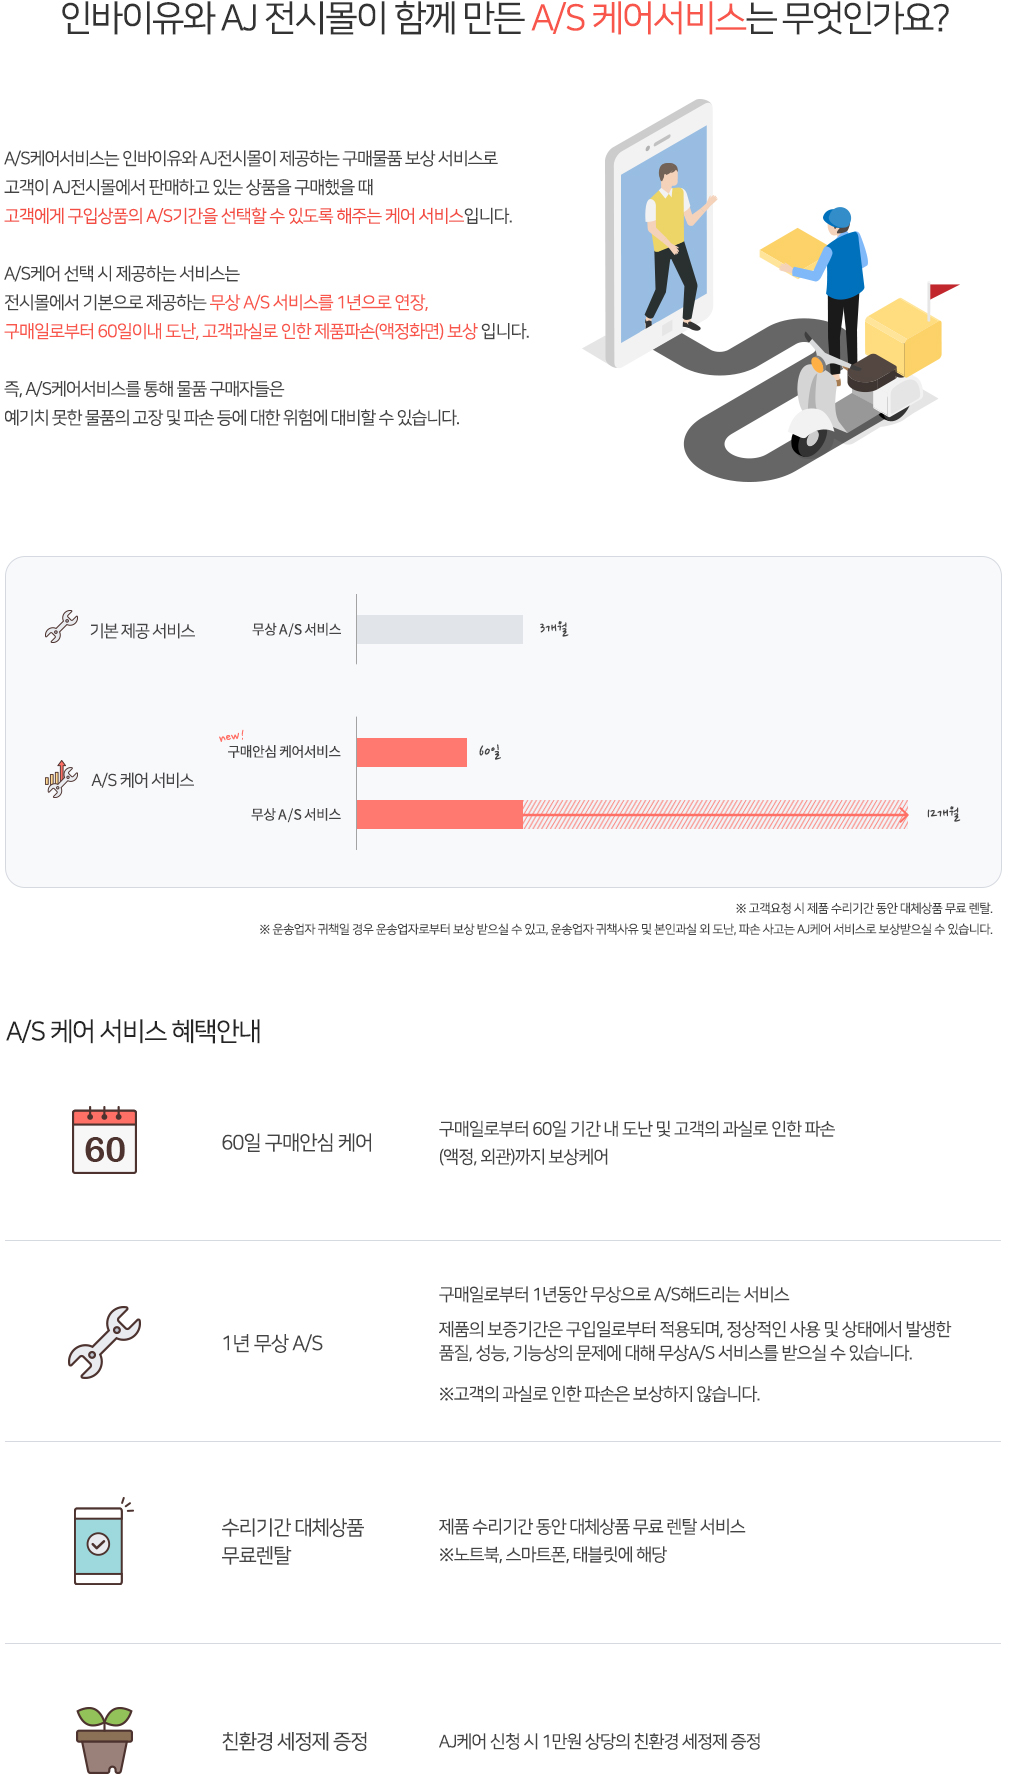 인바이유와 AJ 전시몰이 함께 만든 A/S 케어서비스는 무엇인가요?
A/S케어서비스는 인바이유와 AJ전시몰이 제공하는 구매물품 보상 서비스로
고객이 AJ전시몰에서 판매하고 있는 상품을 구매했을 때
고객에게 구입상품의 A/S기간을 선택할 수 있도록 해주는 케어 서비스입니다.
A/S케어 선택 시 제공하는 서비스는
전시몰에서 기본으로 제공하는 무상 A/S 서비스를 1년으로 연장,
구매일로부터 60일이내 도난, 고객과실로 인한 제품파손(액정화면) 보상 입니다.
즉, A/S케어서비스를 통해 물품 구매자들은
예기치 못한 물품의 고장 및 파손 등에 대한 위험에 대비할 수 있습니다.
기본 제공 서비스
무상 A/S 서비스
3개월
new!
구매안심 케어서비스
60일
A/S 케어 서비스
무상 A/S 서비스
12개월
※ 고객요청 시 제품 수리기간 동안 대체상품 무료 렌탈.
※ 운송업자 귀책일 경우 운송업자로부터 보상 받으실 수 있고, 운송업자 귀책사유 및 본인과실 외 도난, 파손 사고는 AJ케어 서비스로 보상받으실 수 있습니다.
A/S 케어 서비스 혜택안내
60
60일 구매안심 케어
구매일로부터 60일 기간 내 도난 및 고객의 과실로 인한 파손
(액정, 외관)까지 보상케어
1년 무상 A/S
구매일로부터 1년동안 무상으로 A/S해드리는 서비스
제품의 보증기간은 구입일로부터 적용되며, 정상적인 사용 및 상태에서 발생한
품질, 성능, 기능상의 문제에 대해 무상A/S 서비스를 받으실 수 있습니다.
※고객의 과실로 인한 파손은 보상하지 않습니다.
수리기간 대체상품
무료렌탈
제품 수리기간 동안 대체상품 무료 렌탈 서비스
※노트북, 스마트폰, 태블릿에 해당
친환경 세정제 증정
AJ케어 신청 시 1만원 상당의 친환경 세정제 증정